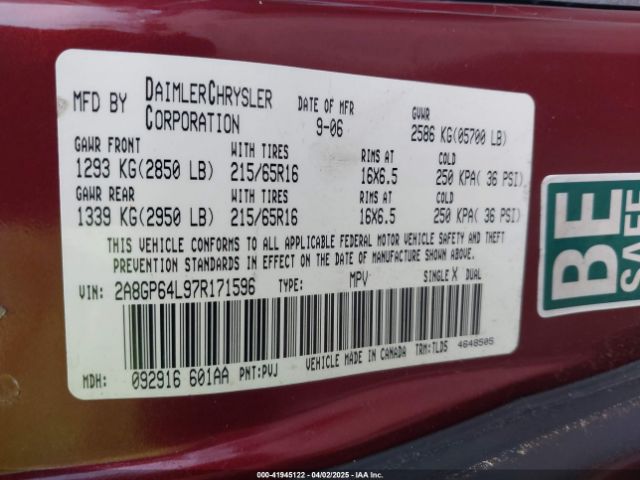 MFD BY DAIMLERCHRYSLER CORPORATION DATE OF MFR 9-06 GVWR 2586 KG(05700 LB)
GAWR FRONT WITH TIRES RIMS AT COLD
1293 KG(2850 LB) 215/65R16 16X6.5 250 KPA( 36 PSI)
GAWR REAR WITH TIRES RIMS AT COLD
1339 KG(2950 LB) 215/65R16 16X6.5 250 KPA( 36 PSI)
THIS VEHICLE CONFORMS TO ALL APPLICABLE FEDERAL MOTOR VEHICLE SAFETY AND THEFT
PREVENTION STANDARDS IN EFFECT ON THE DATE OF MANUFACTURE SHOWN ABOVE.
VIN: 2A8GP64L97R171596 TYPE: MPV SINGLE X DUAL
VEHICLE MADE IN CANADA TRM:TLD5 4648505
MDH: 092916 601AA PNT:PVJ
BE
SAFE
000-41945122 - 04/02/2025 - IAAI.COM